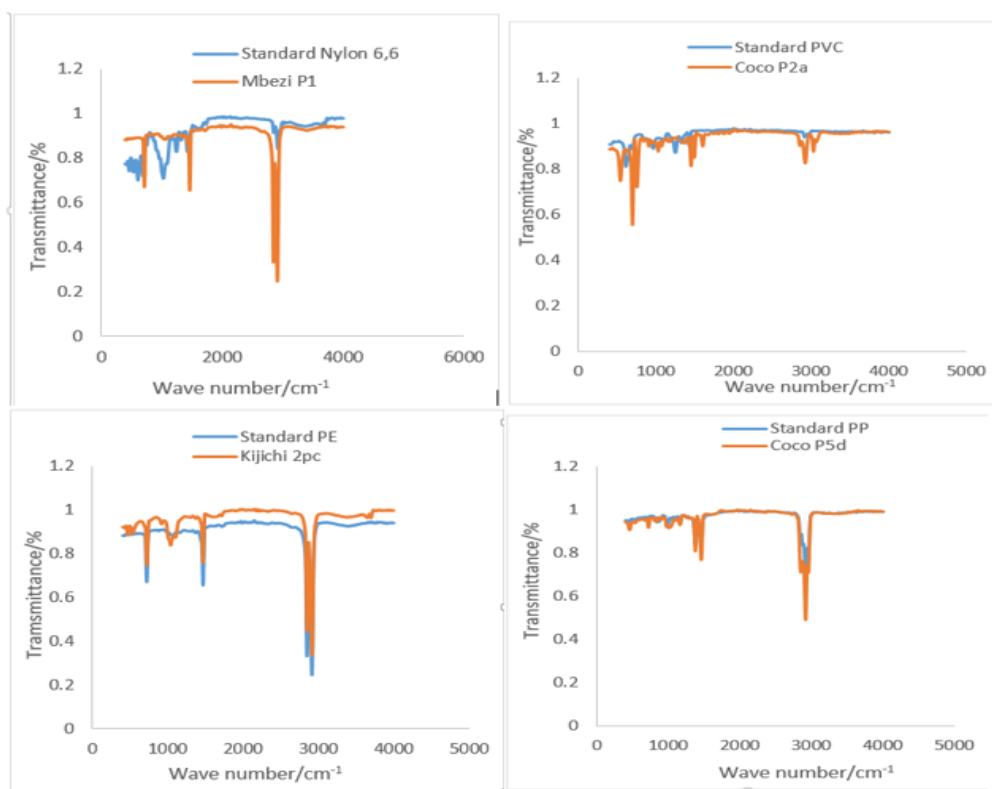 Standard Nylon 6,6
Mbezi P1
1.2
1
0.8
0.6
0.4
0.2
0
0 2000 4000 6000
Transmittance/%
Wave number/cm⁻¹
Standard PVC
Coco P2a
1.2
1
0.8
0.6
0.4
0.2
0
0 1000 2000 3000 4000 5000
Transmittance/%
Wave number/cm⁻¹
Standard PE
Kijichi 2pc
1.2
1
0.8
0.6
0.4
0.2
0
0 1000 2000 3000 4000 5000
Tramsmittance/%
Wave number/cm⁻¹
Standard PP
Coco P5d
1.2
1
0.8
0.6
0.4
0.2
0
0 1000 2000 3000 4000 5000
Transmittance/%
Wave number/cm⁻¹